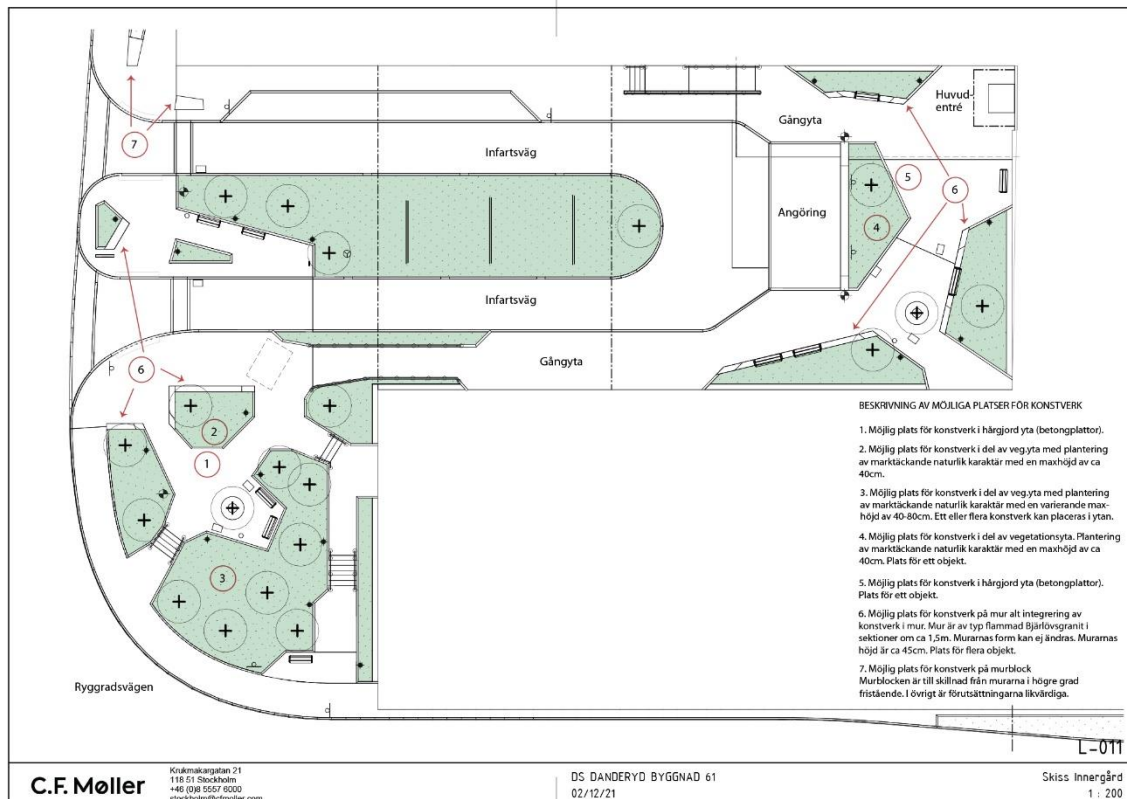 Huvud-
entré
Gångyta
7
Infartsväg
5
6
Angöring
4
Infartsväg
Gångyta
6
2
1
3
Ryggradsvägen
BESKRIVNING AV MÖJLIGA PLATSER FÖR KONSTVERK
1. Möjlig plats för konstverk i hårgjord yta (betongplattor).
2. Möjlig plats för konstverk i del av veg.yta med plantering
av marktäckande naturlik karaktär med en maxhöjd av ca
40cm.
3. Möjlig plats för konstverk i del av veg.yta med plantering
av marktäckande naturlik karaktär med en varierande max-
höjd av 40-80cm. Ett eller flera konstverk kan placeras i ytan.
4. Möjlig plats för konstverk i del av vegetationsyta. Plantering
av marktäckande naturlik karaktär med en maxhöjd av ca
40cm. Plats för ett objekt.
5. Möjlig plats för konstverk i hårgjord yta (betongplattor).
Plats för ett objekt.
6. Möjlig plats för konstverk på mur alt integrering av
konstverk i mur. Mur är av typ flammad Bjärlövsgranit i
sektioner om ca 1,5m. Murarnas form kan ej ändras. Murarnas
höjd är ca 45cm. Plats för flera objekt.
7. Möjlig plats för konstverk på murblock
Murblocken är till skillnad från murarna i högre grad
fristående. I övrigt är förutsättningarna likvärdiga.
L-011
C.F. Møller
Krukmakargatan 21
118 51 Stockholm
+46 (0)8 5557 6000
stockholm@cfmoller.com
DS DANDERYD BYGGNAD 61
02/12/21
Skiss Innergård
1 : 200